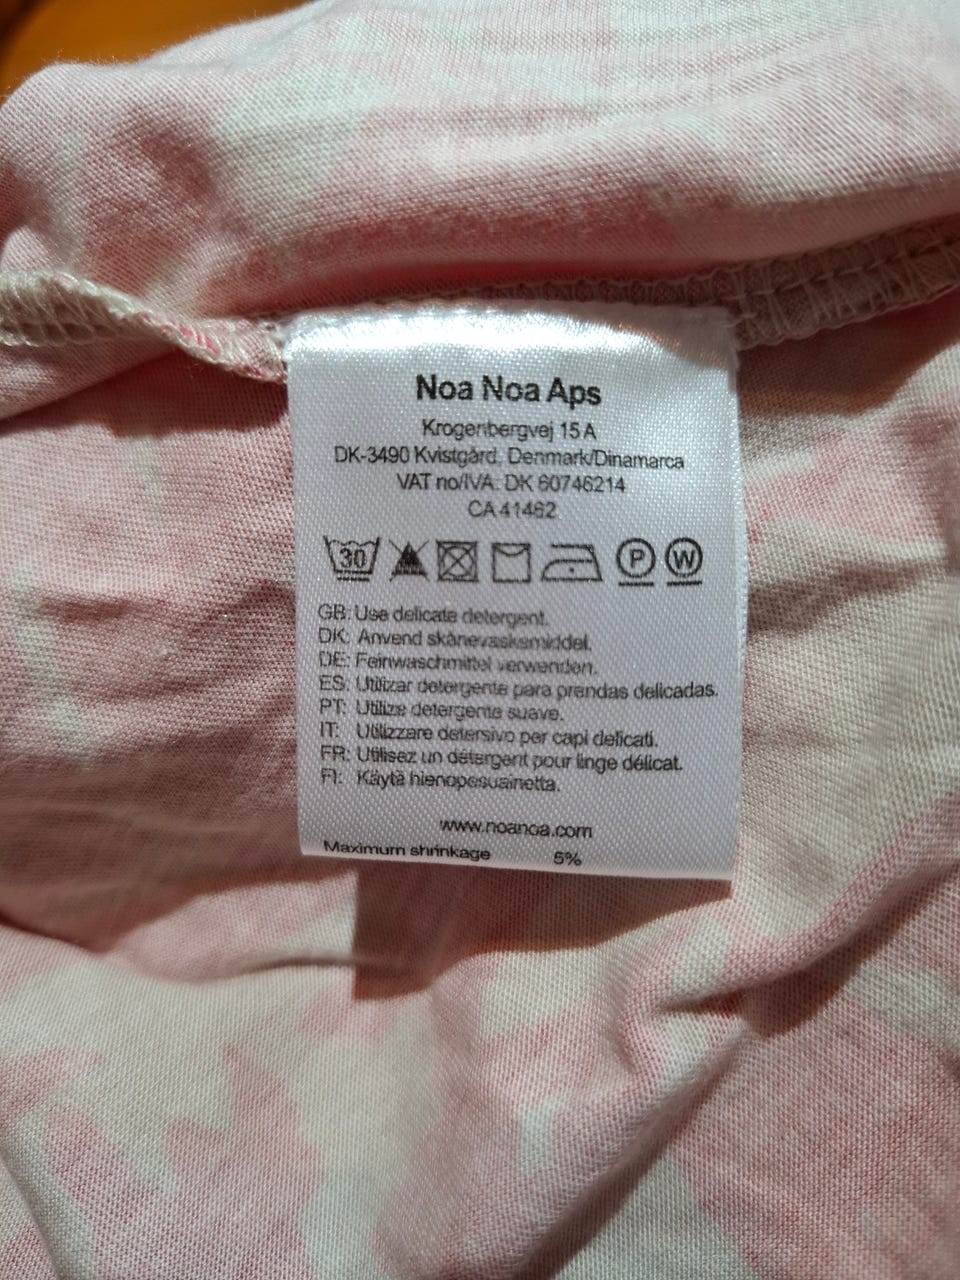 Noa Noa Aps
Krogenbergvej 15 A
DK-3490 Kvistgård, Denmark/Dinamarca
VAT no/IVA: DK 60746214
CA 41462
30 P W
GB: Use delicate detergent.
DK: Anvend skånevaskemiddel.
DE: Feinwaschmittel verwenden.
ES: Utilizar detergente para prendas delicadas.
PT: Utilize detergente suave.
IT: Utilizzare detersivo per capi delicati.
FR: Utilisez un détergent pour linge délicat.
FI: Käytä hienopesuainetta.
www.noanoa.com
Maximum shrinkage 5%